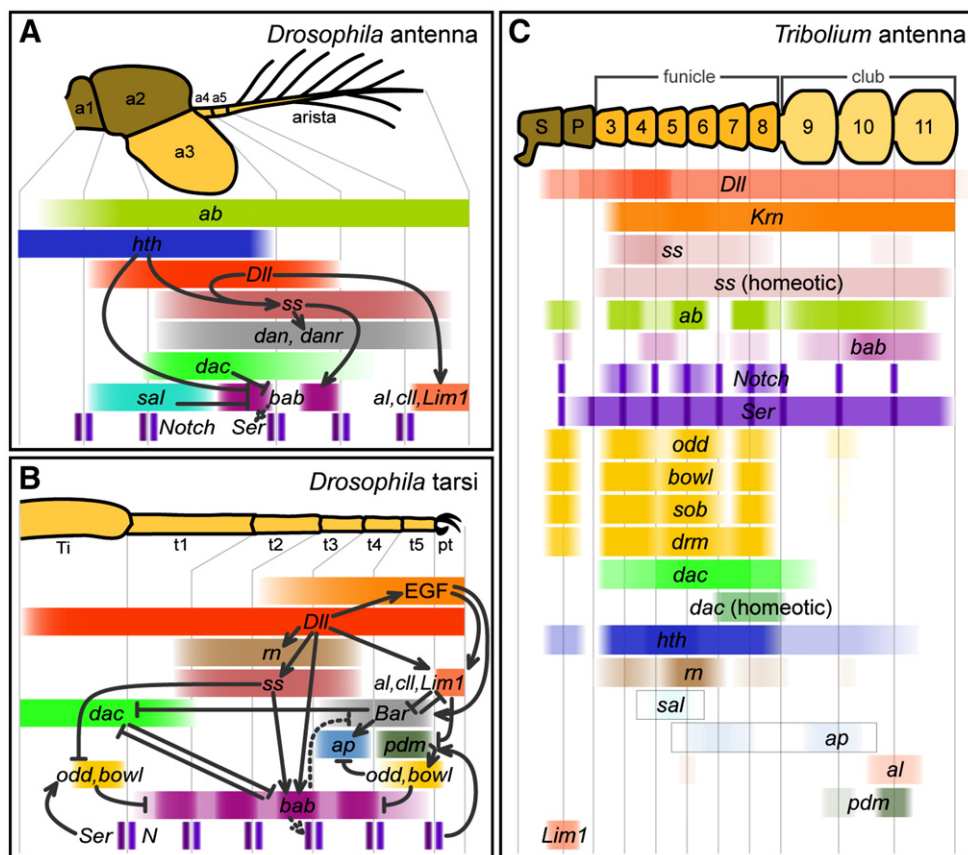 A
Drosophila antenna
a1
a2
a3
a4
a5
arista
ab
hth
Dll
ss
dan, danr
dac
sal
bab
al,cll,Lim1
Notch
Ser
B
Drosophila tarsi
Ti
t1
t2
t3
t4
t5
pt
EGF
Dll
rn
ss
al,cll,Lim1
dac
Bar
ap
pdm
odd,bowl
odd,bowl
bab
Ser
N
C
Tribolium antenna
funicle
club
S
P
3
4
5
6
7
8
9
10
11
Dll
Krn
ss
ss (homeotic)
ab
bab
Notch
Ser
odd
bowl
sob
drm
dac
dac (homeotic)
hth
rn
sal
ap
al
pdm
Lim1